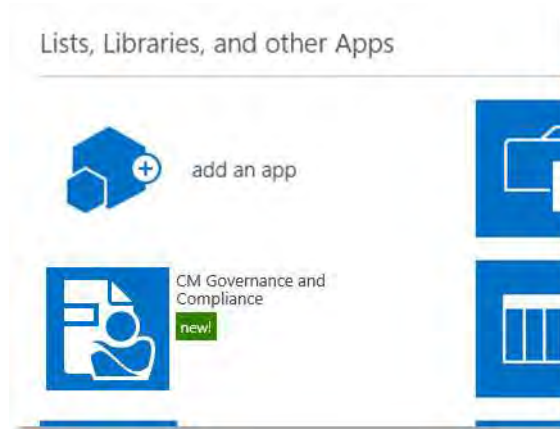 Lists, Libraries, and other Apps
add an app
CM Governance and
Compliance
new!